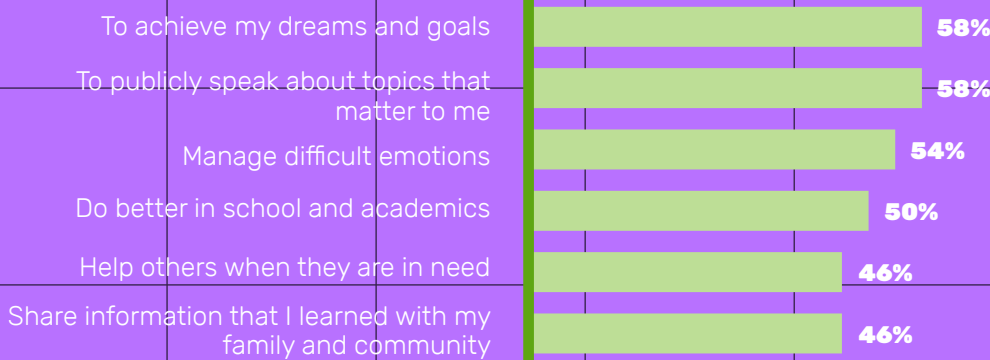 To achieve my dreams and goals 58%
To publicly speak about topics that
matter to me 58%
Manage difficult emotions 54%
Do better in school and academics 50%
Help others when they are in need 46%
Share information that I learned with my
family and community 46%